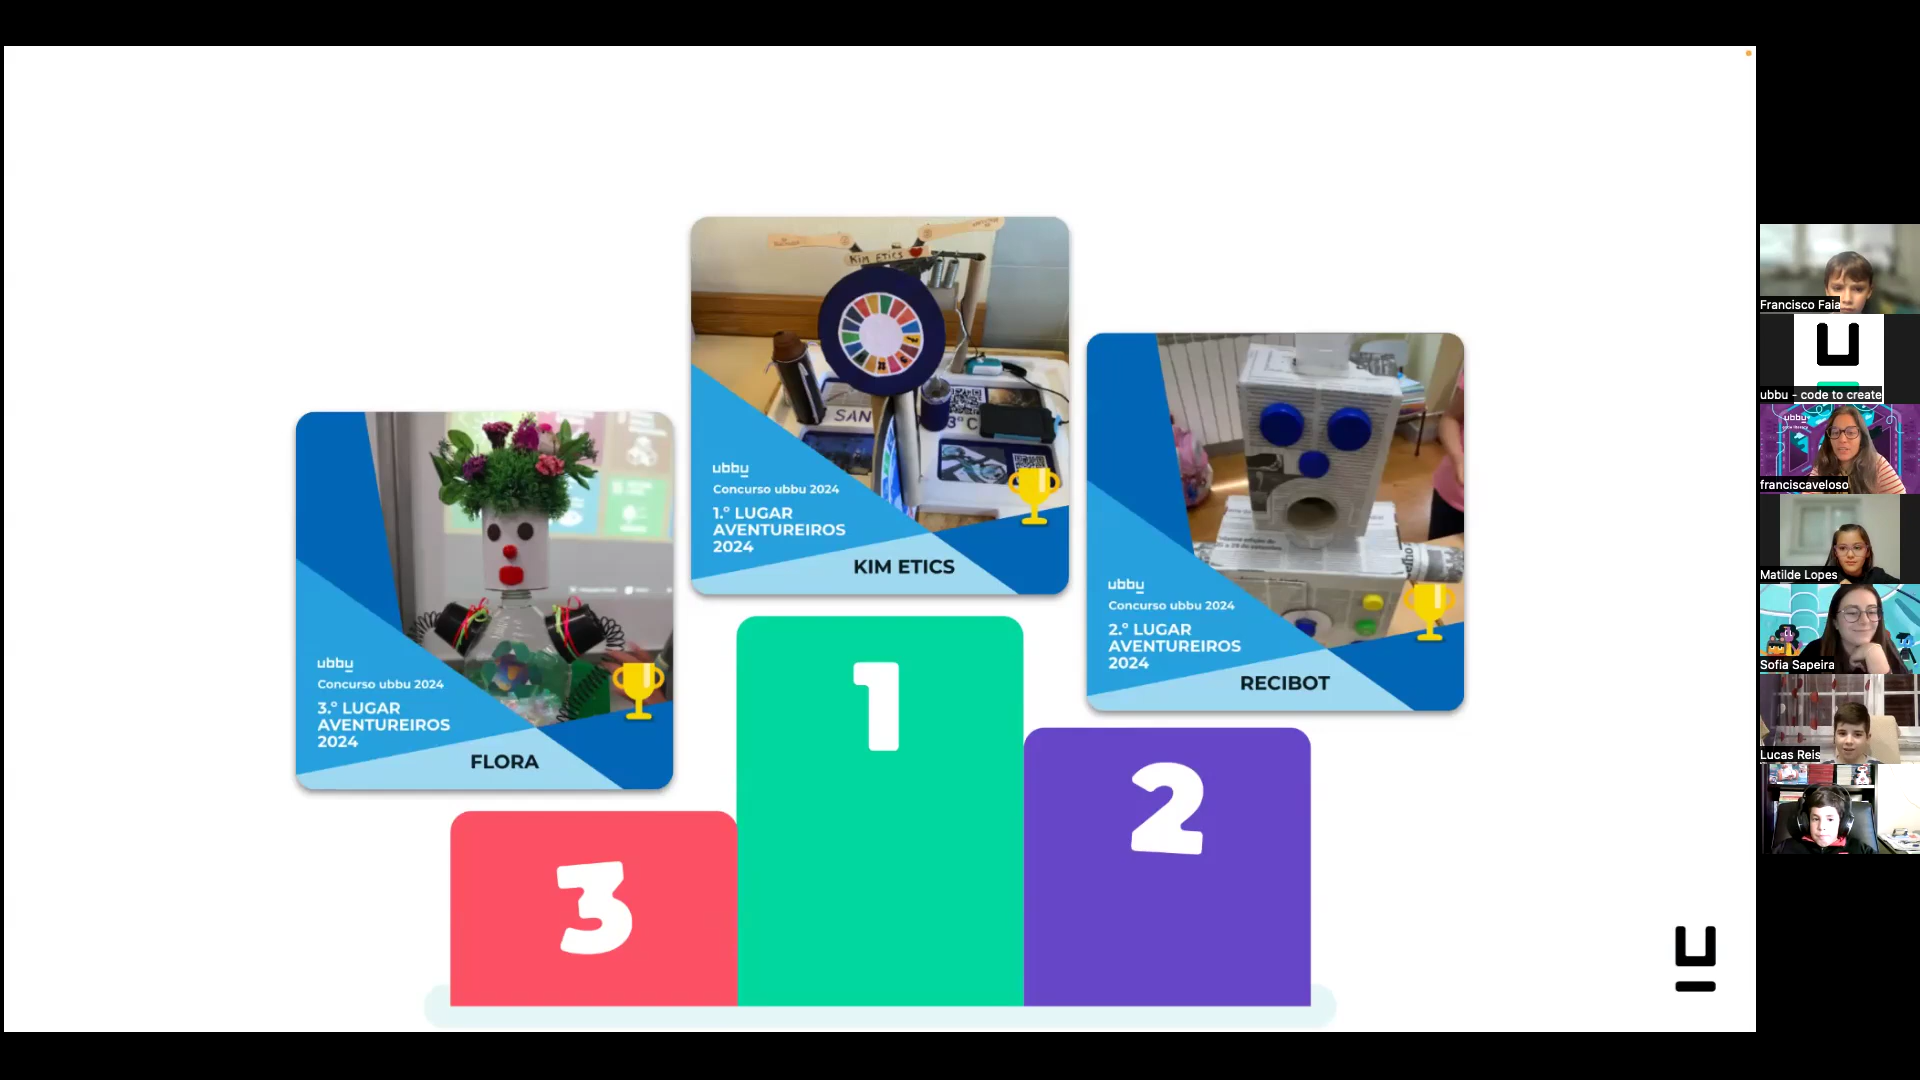 Kim ETICS
SAN
3º C
ubbu
Concurso ubbu 2024
1.º LUGAR
AVENTUREIROS
2024
KIM ETICS
ubbu
Concurso ubbu 2024
2.º LUGAR
AVENTUREIROS
2024
RECIBOT
ubbu
Concurso ubbu 2024
3.º LUGAR
AVENTUREIROS
2024
FLORA
1
2
3
Francisco Faia
ubbu - code to create
ubbu
franciscaveloso
Matilde Lopes
Sofia Sapeira
Lucas Reis